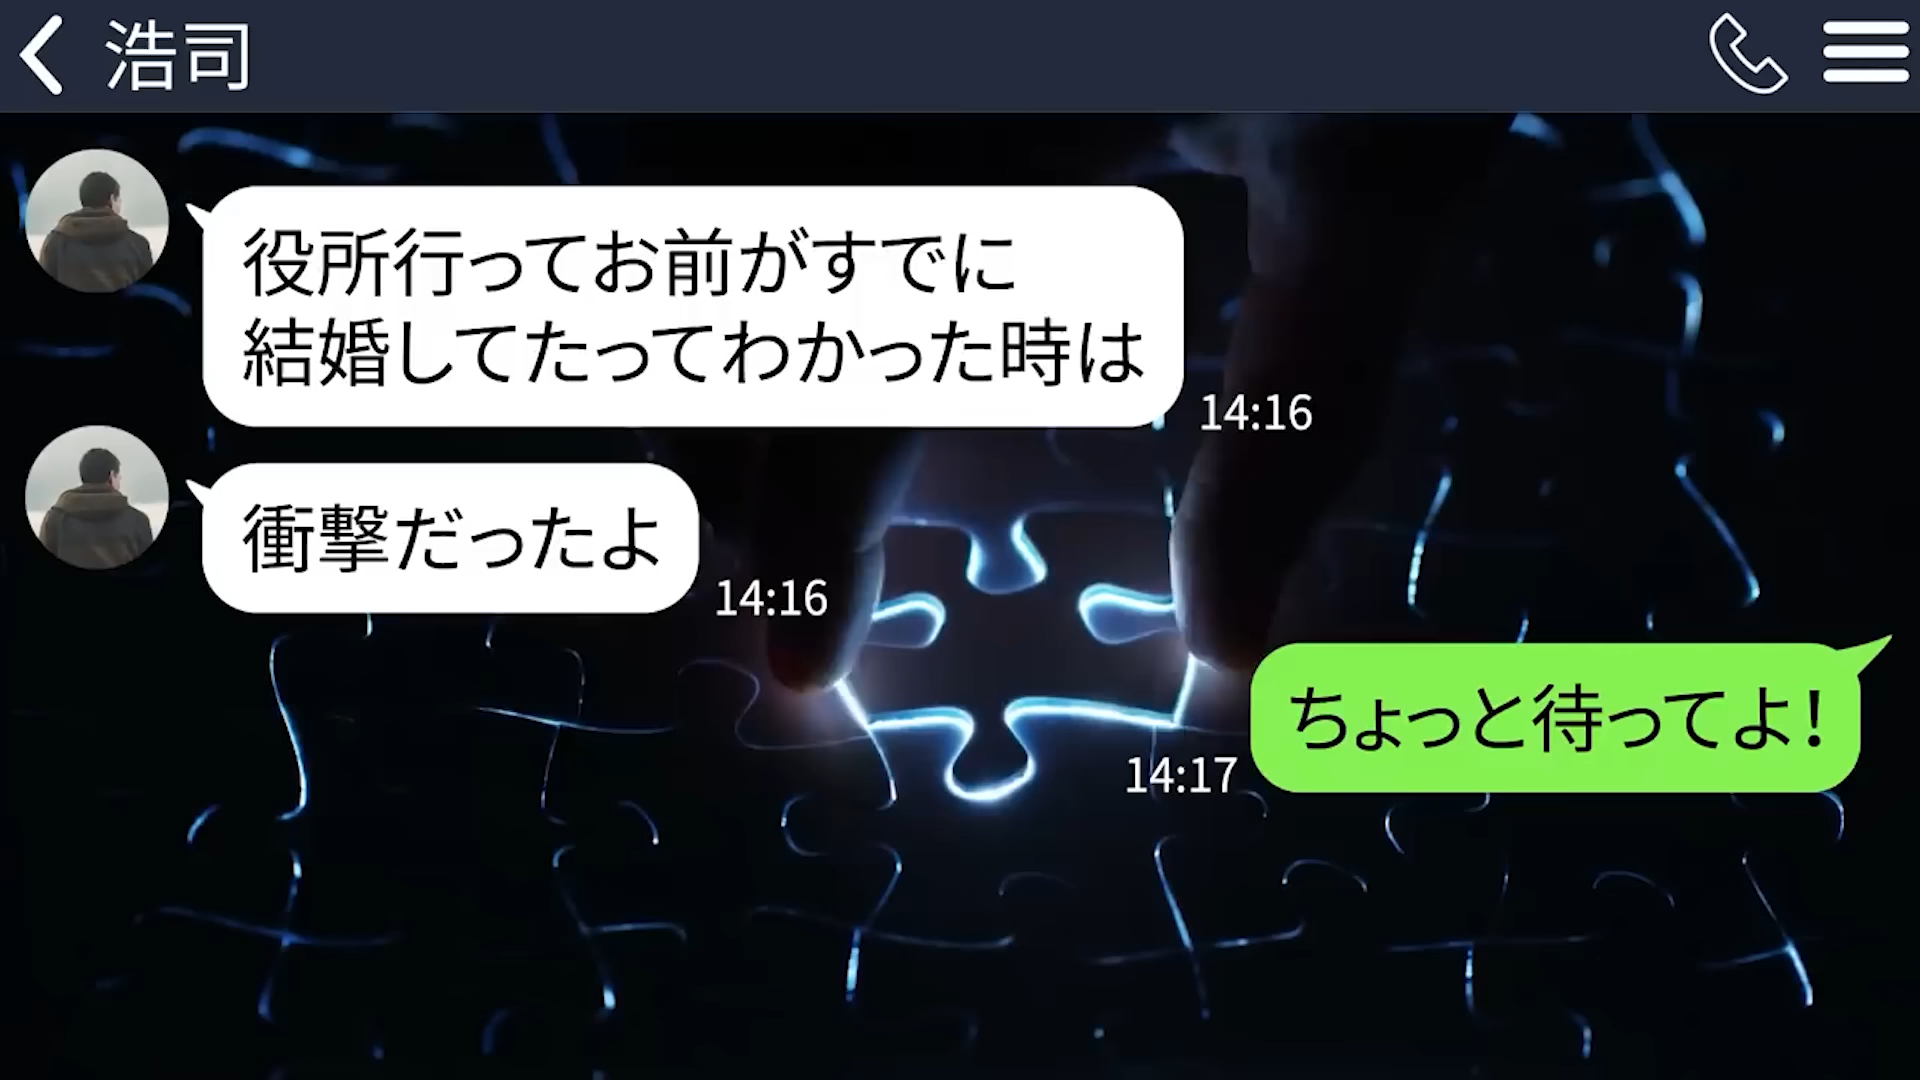 浩司
役所行ってお前がすでに
結婚してたってわかった時は
14:16
衝撃だったよ
14:16
ちょっと待ってよ！
14:17